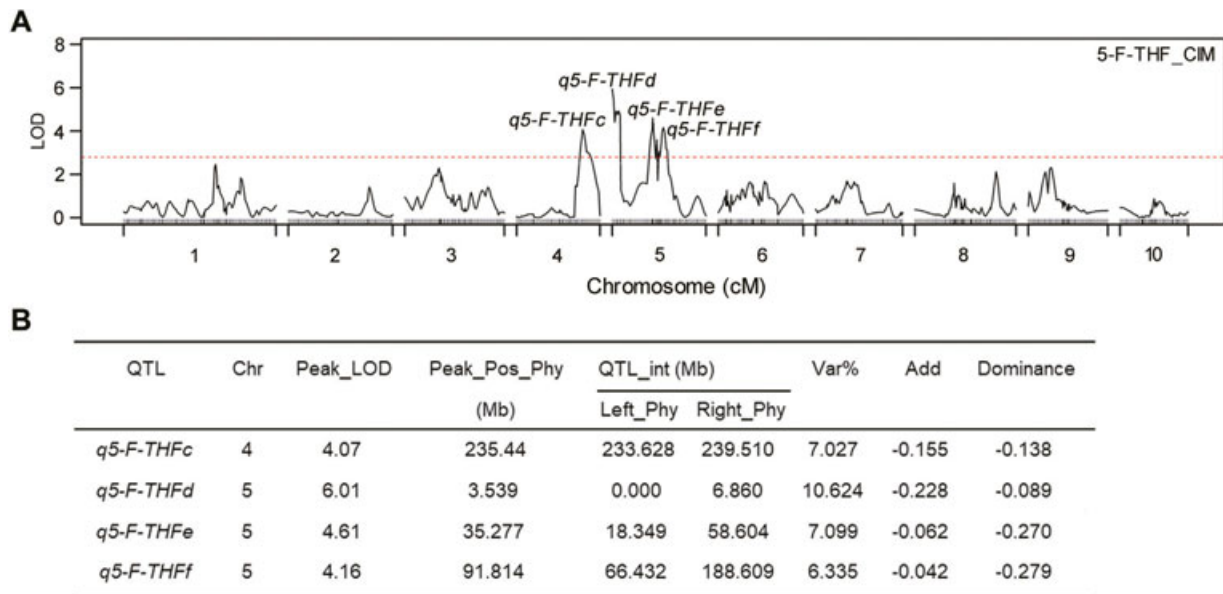 A
8
6
4
2
0
LOD
5-F-THF_CIM
q5-F-THFd
q5-F-THFe
q5-F-THFc
q5-F-THFf
1 2 3 4 5 6 7 8 9 10
Chromosome (cM)
B
QTL Chr Peak_LOD Peak_Pos_Phy QTL_int (Mb) Var% Add Dominance
(Mb) Left_Phy Right_Phy
q5-F-THFc 4 4.07 235.44 233.628 239.510 7.027 -0.155 -0.138
q5-F-THFd 5 6.01 3.539 0.000 6.860 10.624 -0.228 -0.089
q5-F-THFe 5 4.61 35.277 18.349 58.604 7.099 -0.062 -0.270
q5-F-THFf 5 4.16 91.814 66.432 188.609 6.335 -0.042 -0.279